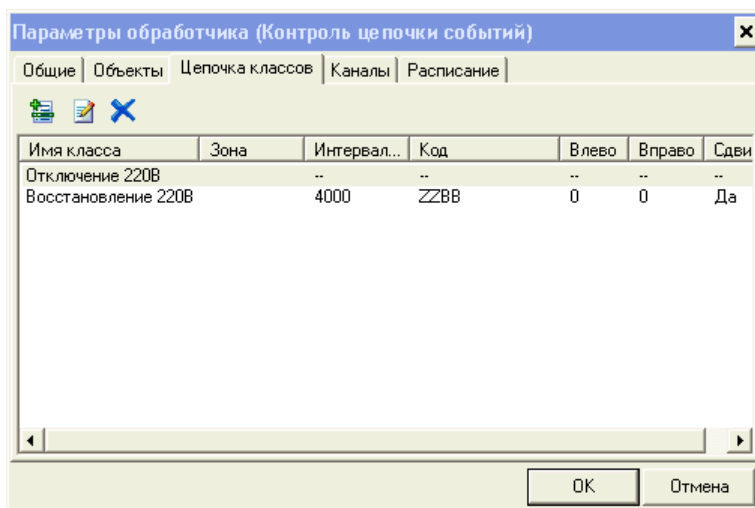 Параметры обработчика (Контроль цепочки событий)
Общие Объекты Цепочка классов Каналы Расписание
Имя класса Зона Интервал... Код Влево Вправо Сдви
Отключение 220В -- -- -- -- --
Восстановление 220В 4000 ZZBB 0 0 Да
OK Отмена